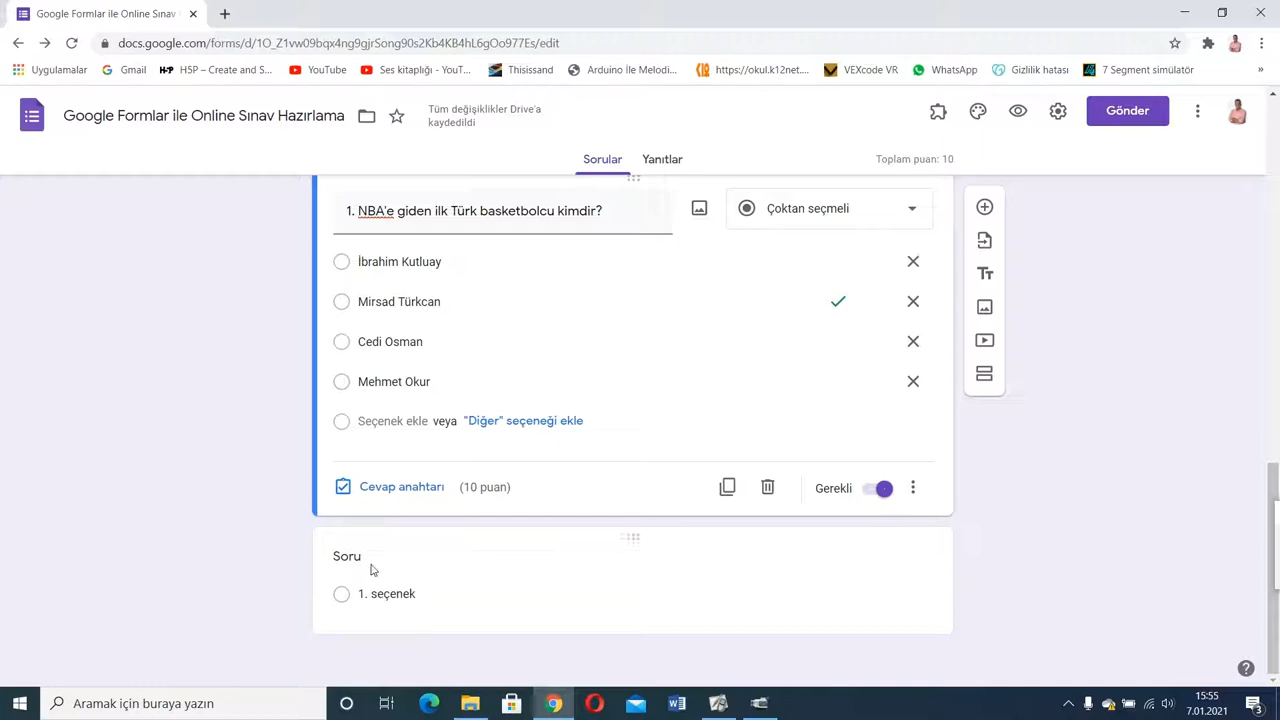 Google Formlar ile Online Sınav
docs.google.com/forms/d/1O_Z1vw09bqx4ng9gjrSong90s2Kb4KB4hL6gOo977Es/edit
Uygulamalar
Gmail
H5P – Create and S...
YouTube
Ses kitaplığı - YouT...
Thisissand
Arduino İle Melodi...
https://okul.k12net....
VEXcode VR
WhatsApp
Gizlilik hatası
7 Segment simülatör
»
Google Formlar ile Online Sınav Hazırlama
Tüm değişiklikler Drive'a
kaydedildi
Gönder
Sorular
Yanıtlar
Toplam puan: 10
1. NBA'e giden ilk Türk basketbolcu kimdir?
Çoktan seçmeli
İbrahim Kutluay
Mirsad Türkcan
Cedi Osman
Mehmet Okur
Seçenek ekle veya "Diğer" seçeneği ekle
Cevap anahtarı (10 puan)
Gerekli
Soru
1. seçenek
Aramak için buraya yazın
15:55
7.01.2021
3